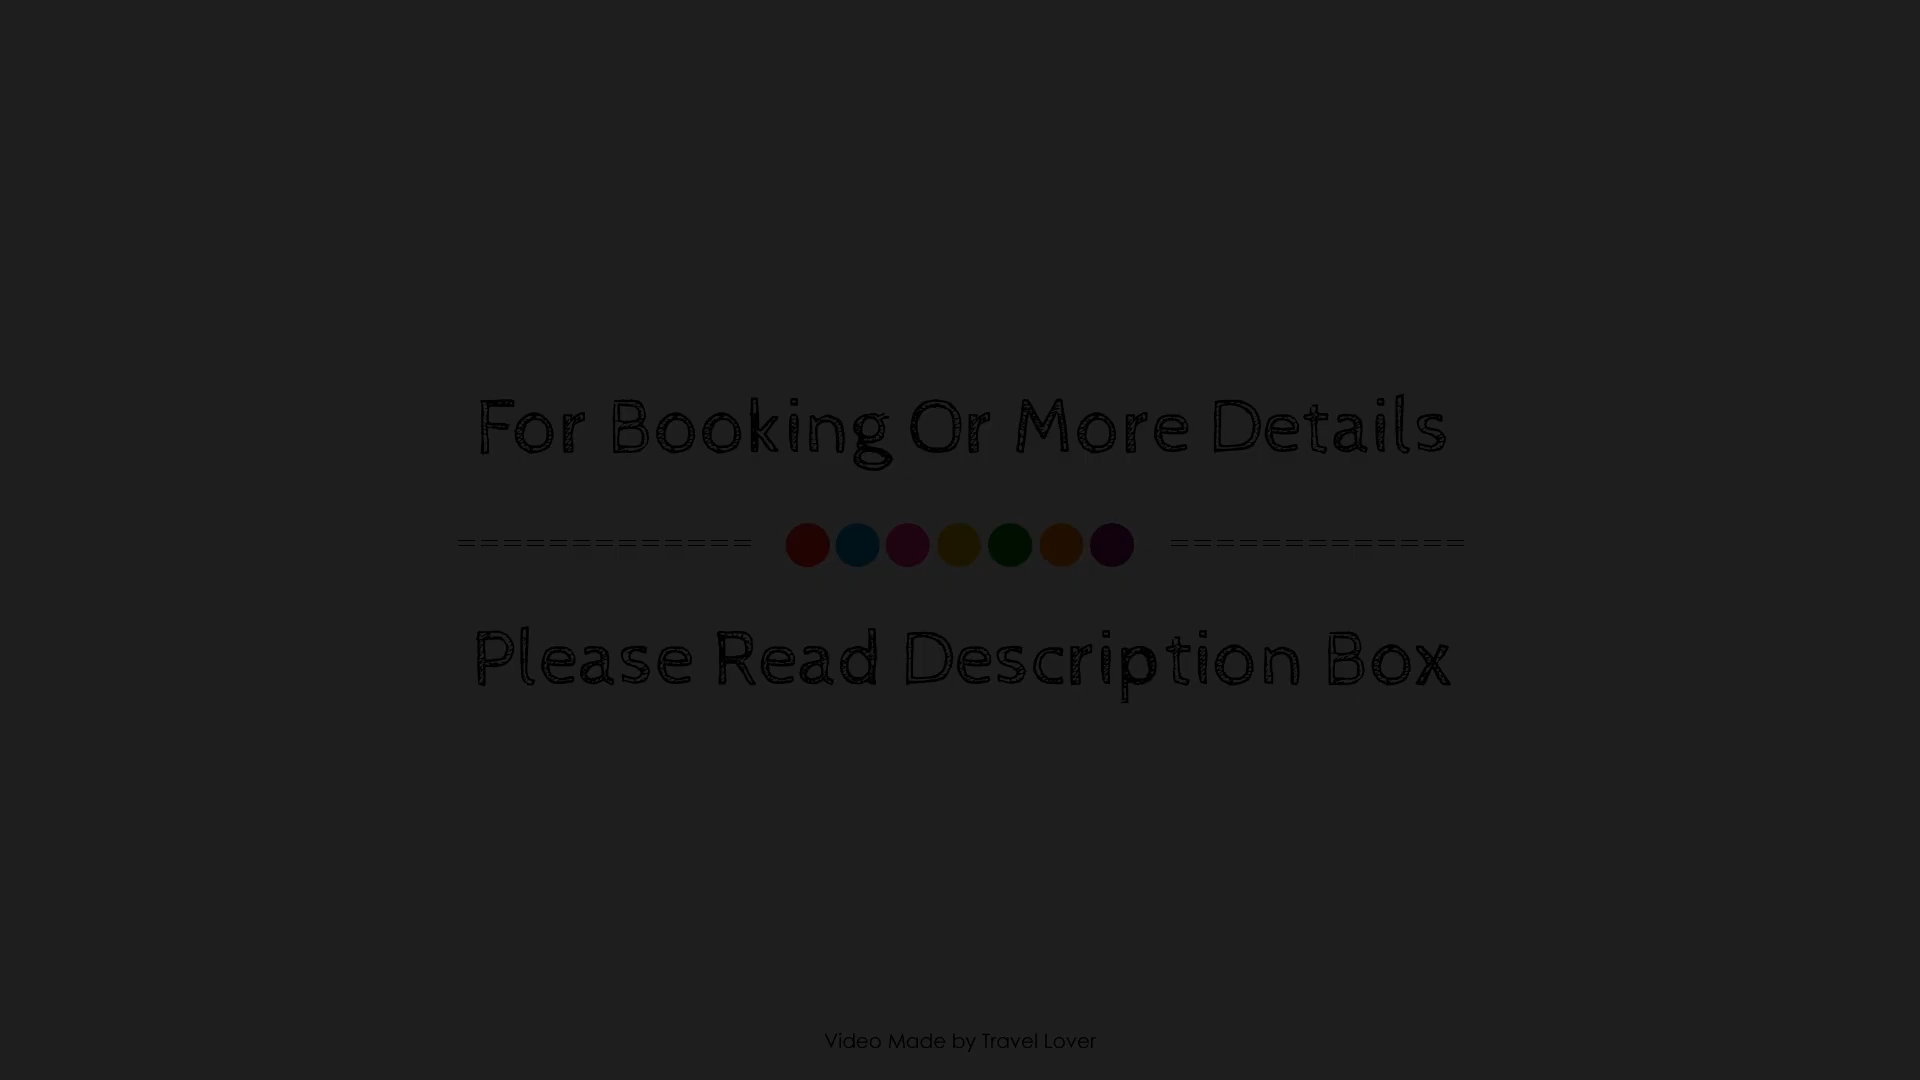 For Booking Or More Details
============= =============
Please Read Description Box
Video Made by Travel Lover